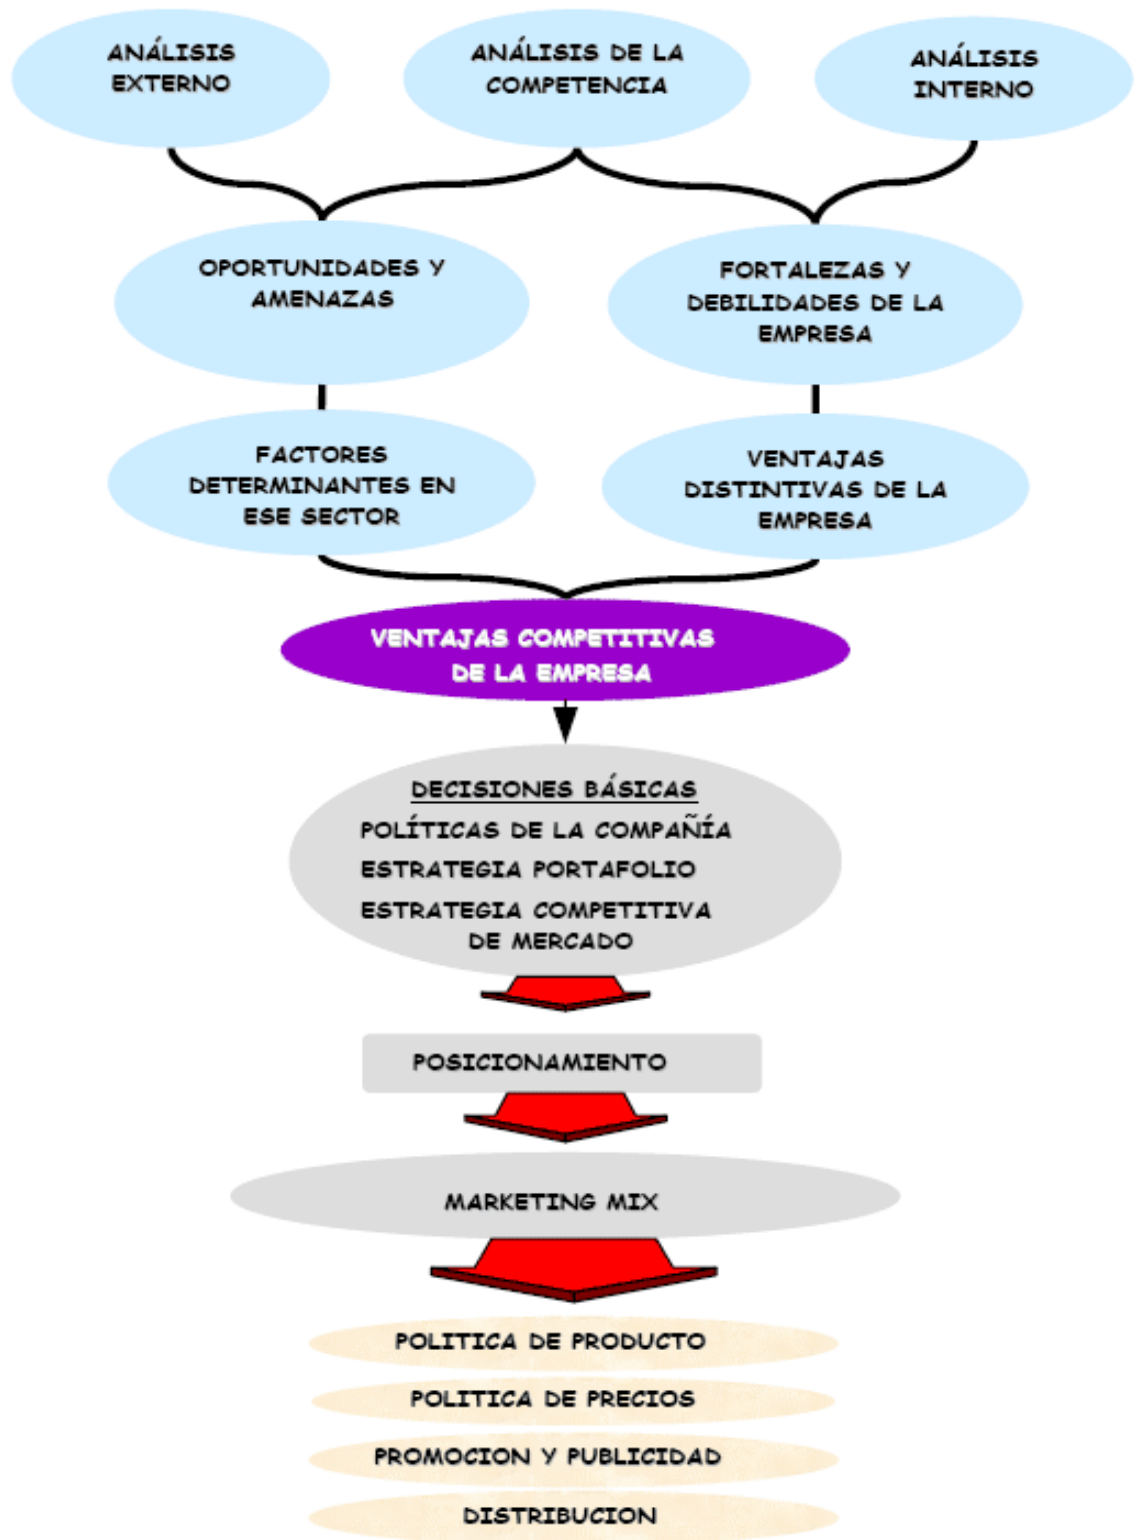 ANÁLISIS
EXTERNO
ANÁLISIS DE LA
COMPETENCIA
ANÁLISIS
INTERNO
OPORTUNIDADES Y
AMENAZAS
FORTALEZAS Y
DEBILIDADES DE LA
EMPRESA
FACTORES
DETERMINANTES EN
ESE SECTOR
VENTAJAS
DISTINTIVAS DE LA
EMPRESA
VENTAJAS COMPETITIVAS
DE LA EMPRESA
DECISIONES BÁSICAS
POLÍTICAS DE LA COMPAÑÍA
ESTRATEGIA PORTAFOLIO
ESTRATEGIA COMPETITIVA
DE MERCADO
POSICIONAMIENTO
MARKETING MIX
POLITICA DE PRODUCTO
POLITICA DE PRECIOS
PROMOCION Y PUBLICIDAD
DISTRIBUCION